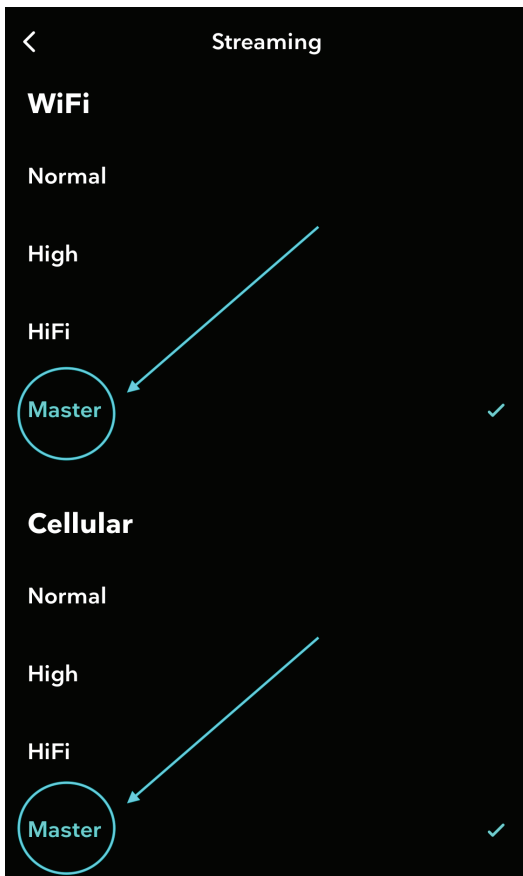 Streaming
WiFi
Normal
High
HiFi
Master
Cellular
Normal
High
HiFi
Master